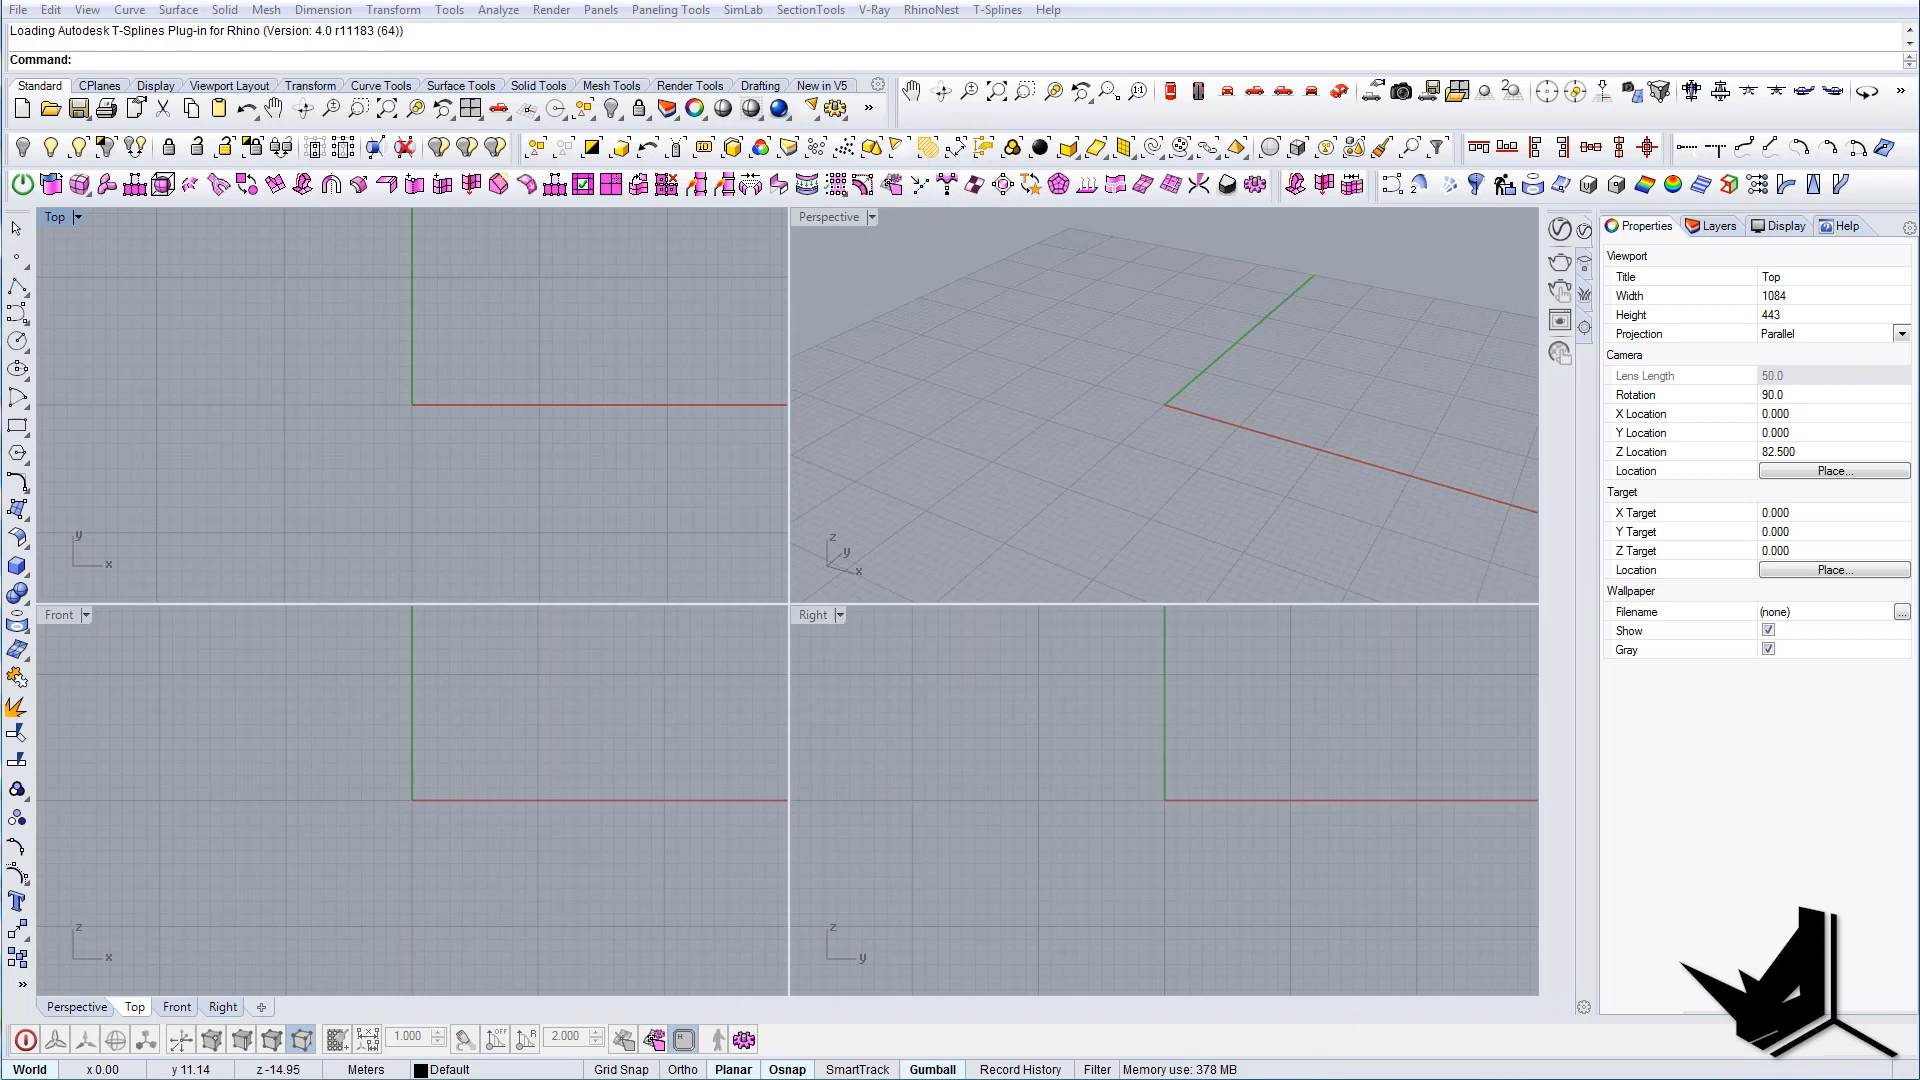 File Edit View Curve Surface Solid Mesh Dimension Transform Tools Analyze Render Panels Paneling Tools SimLab SectionTools V-Ray RhinoNest T-Splines Help
Loading Autodesk T-Splines Plug-in for Rhino (Version: 4.0 r11183 (64))
Command:
Standard CPlanes Display Viewport Layout Transform Curve Tools Surface Tools Solid Tools Mesh Tools Render Tools Drafting New in V5
Top
Perspective
Properties Layers Display Help
Viewport
Title Top
Width 1084
Height 443
Projection Parallel
Camera
Lens Length 50.0
Rotation 90.0
X Location 0.000
Y Location 0.000
Z Location 82.500
Location Place...
Target
X Target 0.000
Y Target 0.000
Z Target 0.000
Location Place...
Wallpaper
Filename (none) ...
Show
Gray
y
x
z
y
x
Front
Right
z
x
z
y
Perspective Top Front Right
1.000 2.000
World x 0.00 y 11.14 z -14.95 Meters Default Grid Snap Ortho Planar Osnap SmartTrack Gumball Record History Filter Memory use: 378 MB